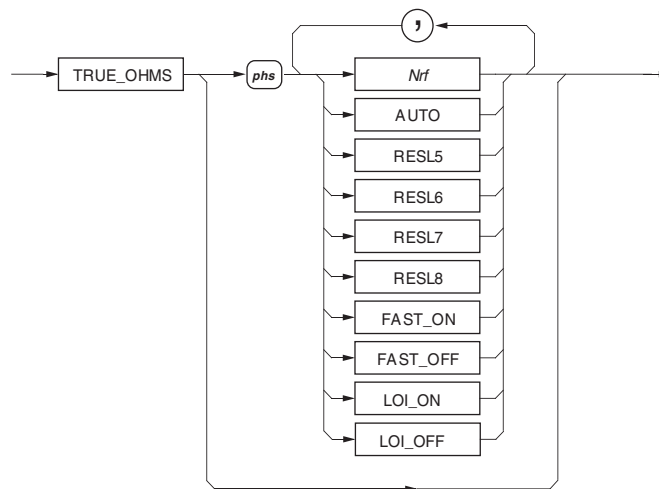 ,
TRUE_OHMS phs Nrf
AUTO
RESL5
RESL6
RESL7
RESL8
FAST_ON
FAST_OFF
LOI_ON
LOI_OFF